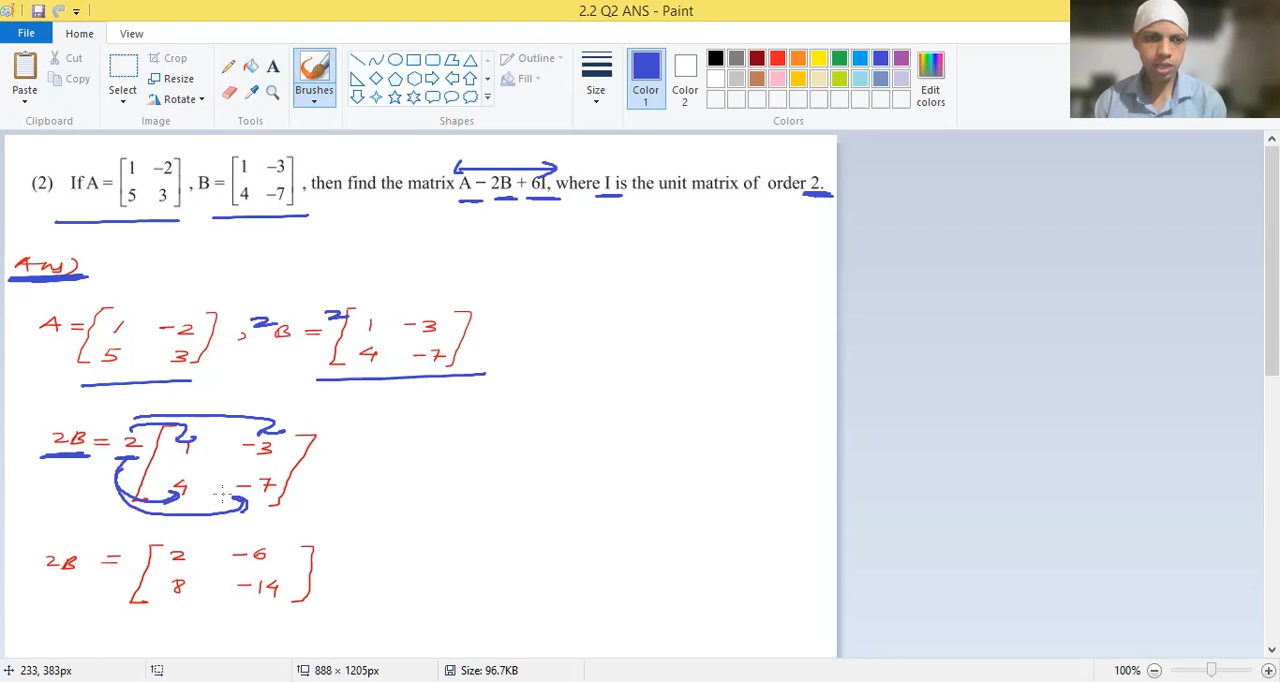 2.2 Q2 ANS - Paint
File Home View
Paste Cut Copy Clipboard
Select Crop Resize Rotate Image
A Tools
Brushes
Outline Fill Shapes
Size
Color 1 Color 2 Edit colors Colors
(2) If A = [1 −2
5 3] , B = [1 −3
4 −7] , then find the matrix A − 2B + 6I, where I is the unit matrix of order 2.
Ans)
A = [1 -2
5 3] , 2B = 2[1 -3
4 -7]
2B = 2[1 -3
4 -7]
2B = [2 -6
8 -14]
233, 383px 888 × 1205px Size: 96.7KB 100%